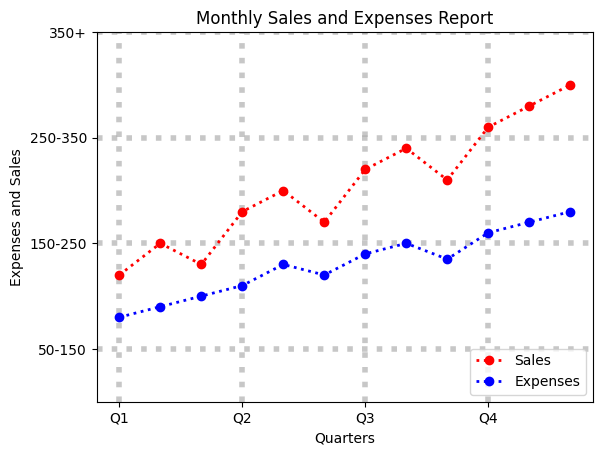 Monthly Sales and Expenses Report
350+
250-350
150-250
50-150
Expenses and Sales
Sales
Expenses
Q1 Q2 Q3 Q4
Quarters